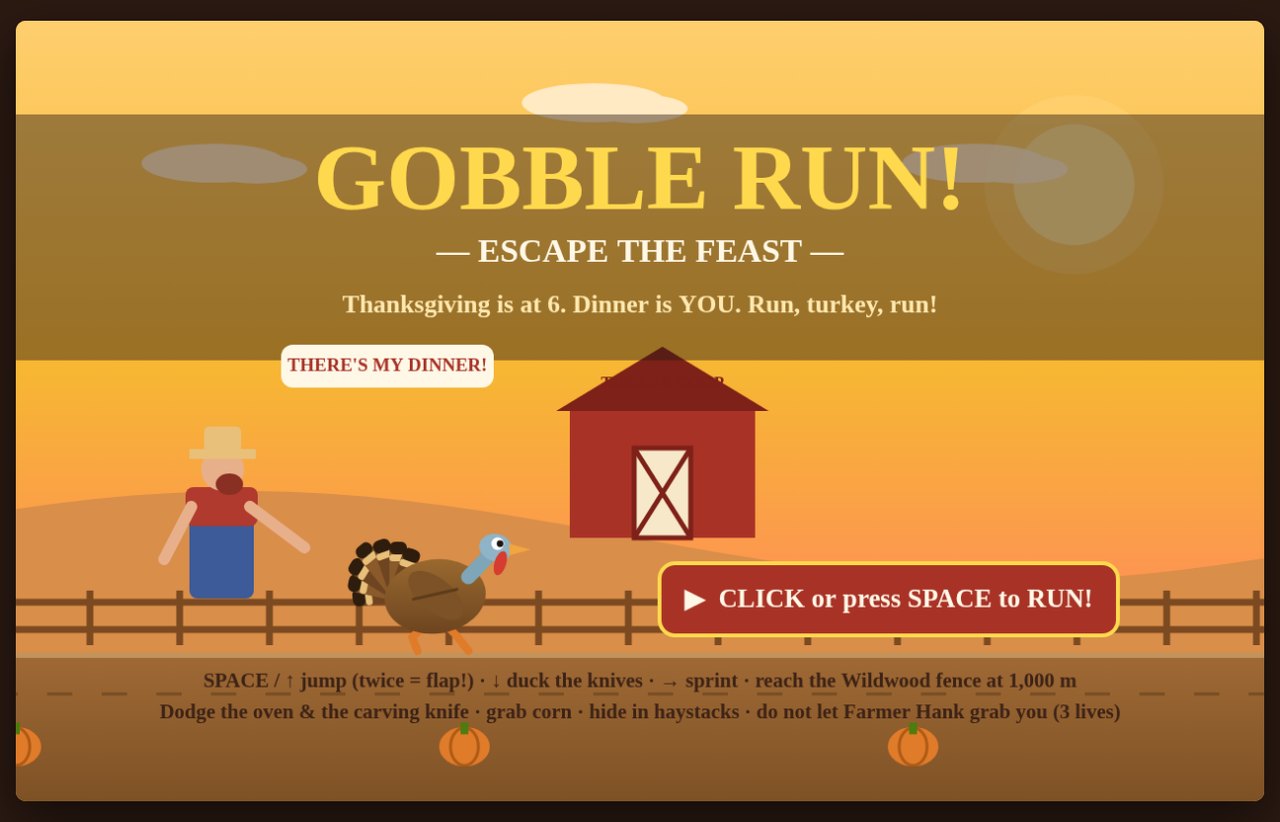 GOBBLE RUN!
— ESCAPE THE FEAST —
Thanksgiving is at 6. Dinner is YOU. Run, turkey, run!
THERE'S MY DINNER!
▶ CLICK or press SPACE to RUN!
SPACE / ↑ jump (twice = flap!) · ↓ duck the knives · → sprint · reach the Wildwood fence at 1,000 m
Dodge the oven & the carving knife · grab corn · hide in haystacks · do not let Farmer Hank grab you (3 lives)